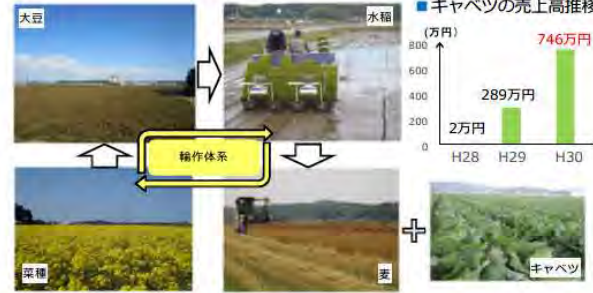 ■キャベツの売上高推移
大豆
水稲
(万円)
800
600
400
200
0
2万円
289万円
746万円
H28 H29 H30
輪作体系
菜種
麦
キャベツ